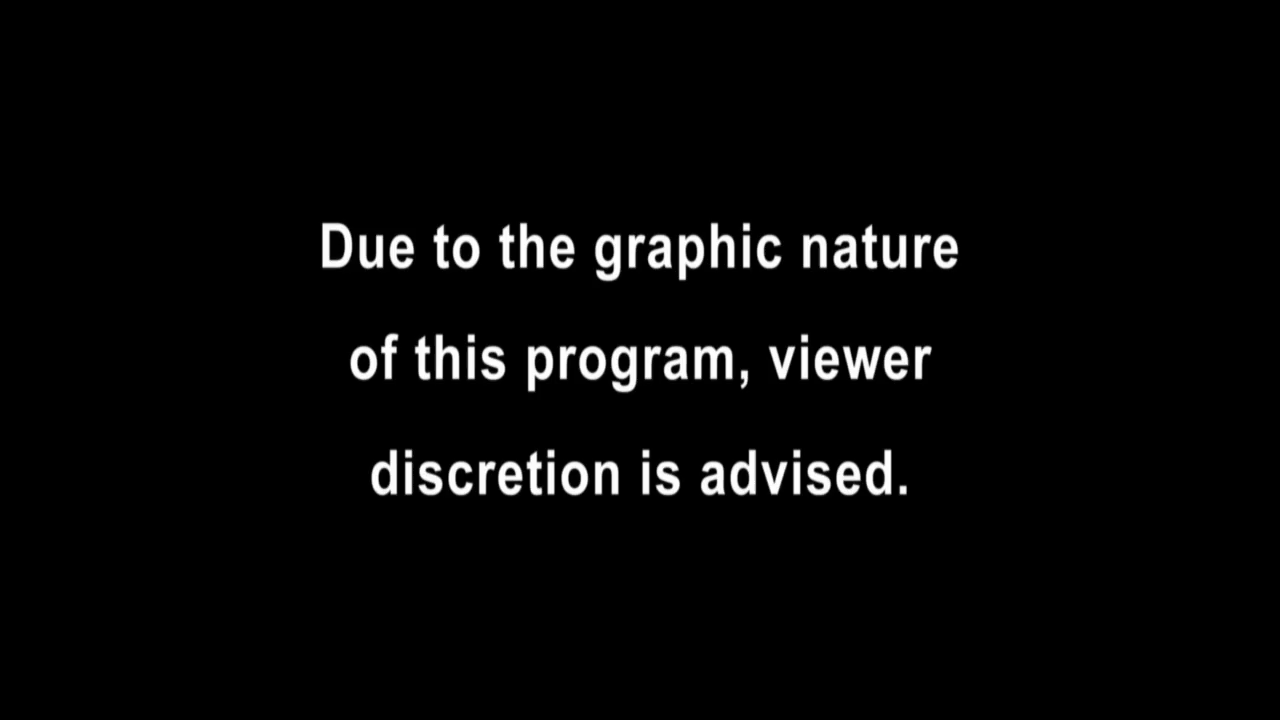 Due to the graphic nature
of this program, viewer
discretion is advised.